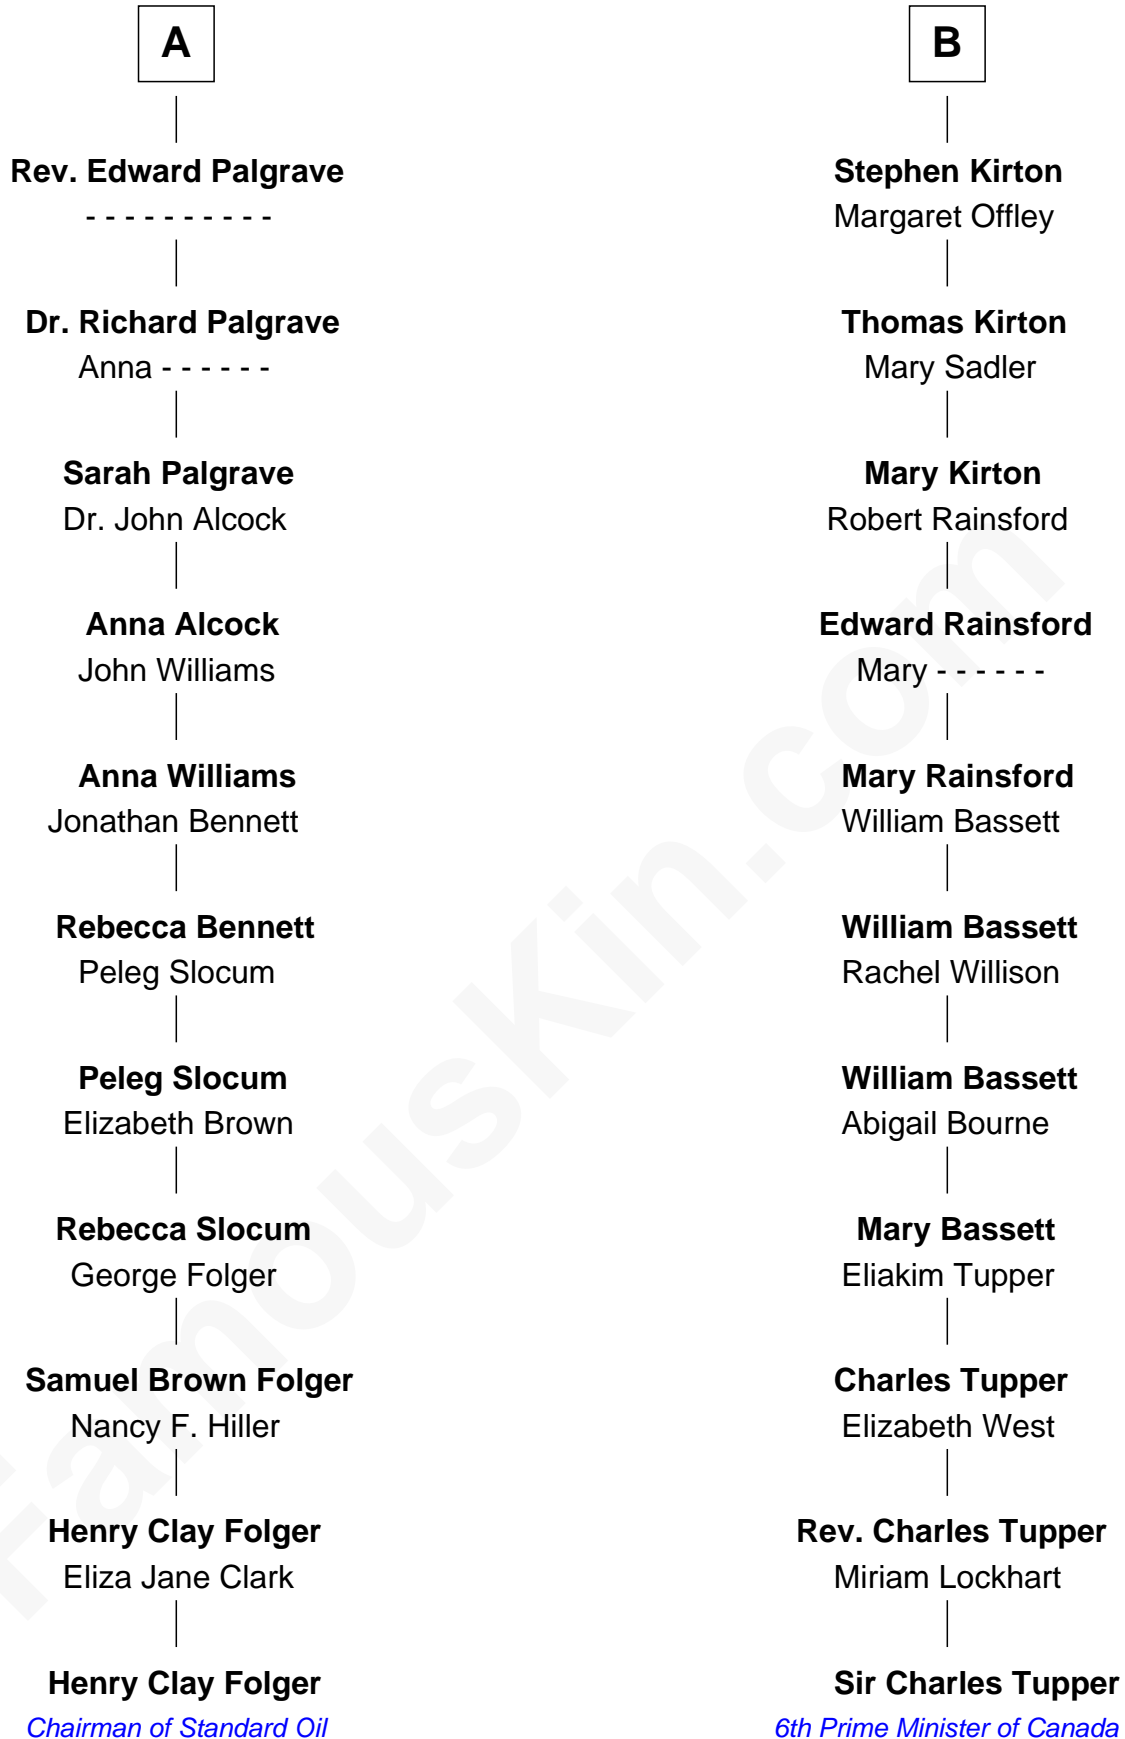 A
Rev. Edward Palgrave
- - - - - - - - - -
Dr. Richard Palgrave
Anna - - - - - -
Sarah Palgrave
Dr. John Alcock
Anna Alcock
John Williams
Anna Williams
Jonathan Bennett
Rebecca Bennett
Peleg Slocum
Peleg Slocum
Elizabeth Brown
Rebecca Slocum
George Folger
Samuel Brown Folger
Nancy F. Hiller
Henry Clay Folger
Eliza Jane Clark
Henry Clay Folger
Chairman of Standard Oil
B
Stephen Kirton
Margaret Offley
Thomas Kirton
Mary Sadler
Mary Kirton
Robert Rainsford
Edward Rainsford
Mary - - - - - -
Mary Rainsford
William Bassett
William Bassett
Rachel Willison
William Bassett
Abigail Bourne
Mary Bassett
Eliakim Tupper
Charles Tupper
Elizabeth West
Rev. Charles Tupper
Miriam Lockhart
Sir Charles Tupper
6th Prime Minister of Canada
FamousKin.com